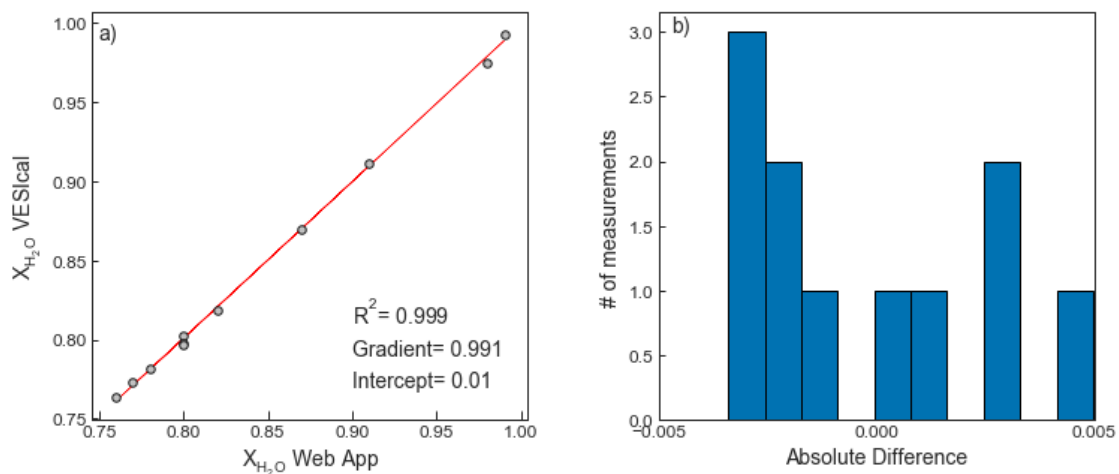 a)
1.00
0.95
0.90
0.85
0.80
0.75
X_H₂O VESIcal
R²= 0.999
Gradient= 0.991
Intercept= 0.01
0.75 0.80 0.85 0.90 0.95 1.00
X_H₂O Web App
b)
3.0
2.5
2.0
1.5
1.0
0.5
0.0
# of measurements
−0.005 0.000 0.005
Absolute Difference